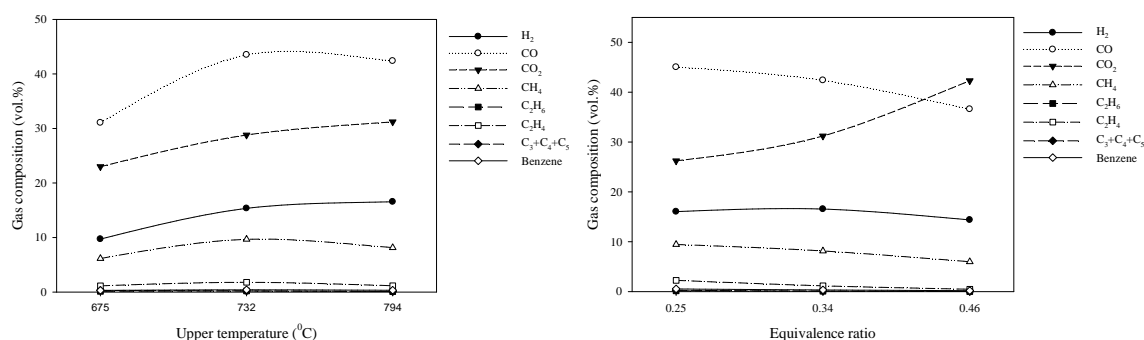 50
40
30
20
10
0
Gas composition (vol.%)
675
732
794
Upper temperature (⁰C)
H₂
CO
CO₂
CH₄
C₂H₆
C₂H₄
C₃+C₄+C₅
Benzene
50
40
30
20
10
0
Gas composition (vol.%)
0.25
0.34
0.46
Equivalence ratio
H₂
CO
CO₂
CH₄
C₂H₆
C₂H₄
C₃+C₄+C₅
Benzene